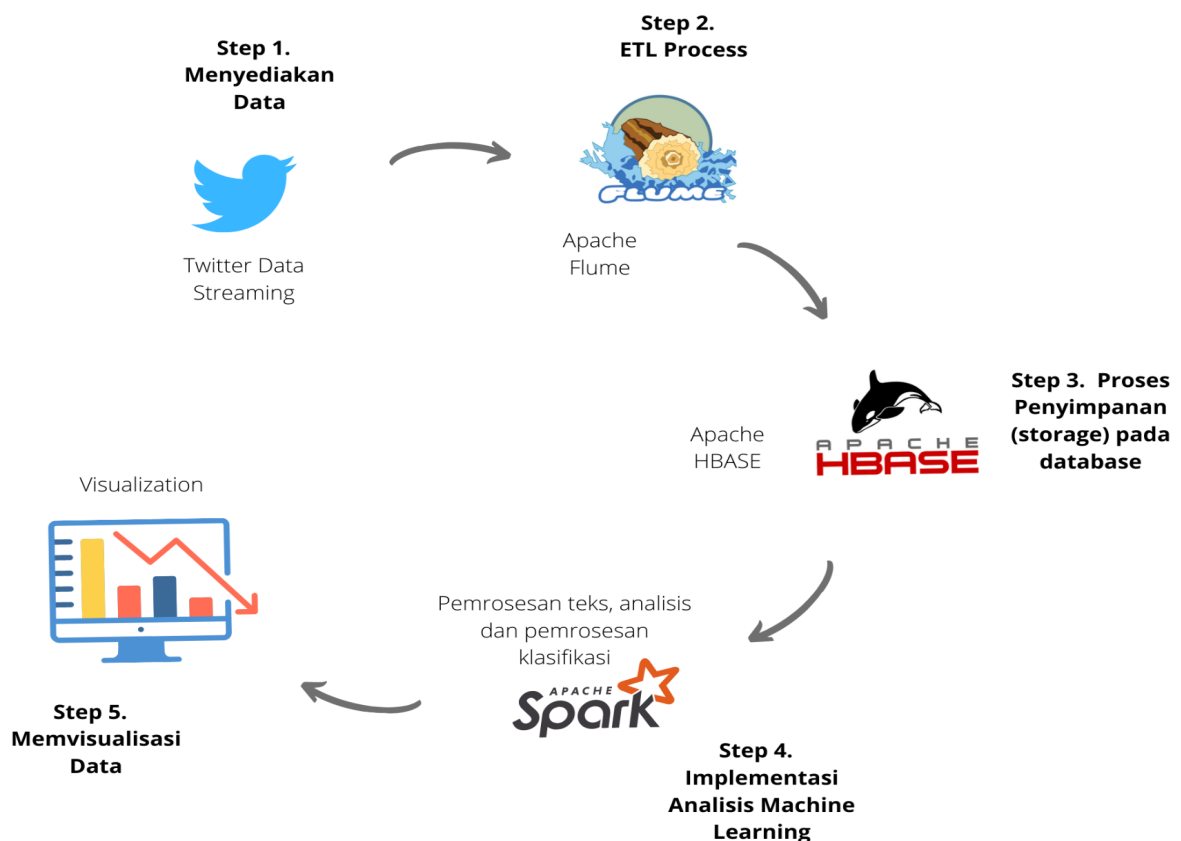 Step 1.
Menyediakan
Data
Twitter Data
Streaming
Step 2.
ETL Process
FLUME
Apache
Flume
Step 3.  Proses
Penyimpanan
(storage) pada
database
Apache
HBASE
APACHE
HBASE
Pemrosesan teks, analisis
dan pemrosesan
klasifikasi
APACHE
Spark
Step 4.
Implementasi
Analisis Machine
Learning
Visualization
Step 5.
Memvisualisasi
Data